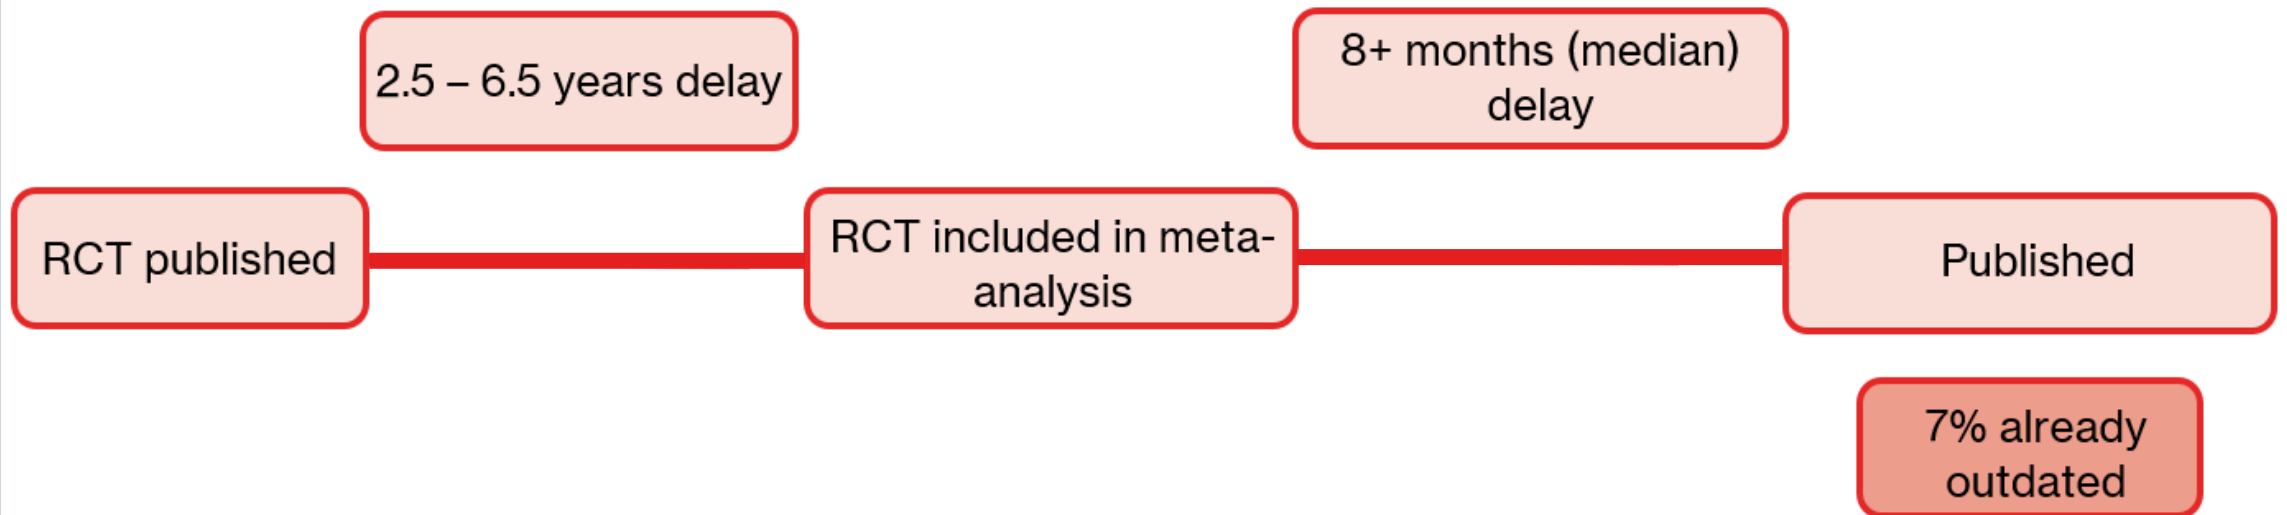 2.5 – 6.5 years delay
8+ months (median)
delay
RCT published
RCT included in meta-
analysis
Published
7% already
outdated